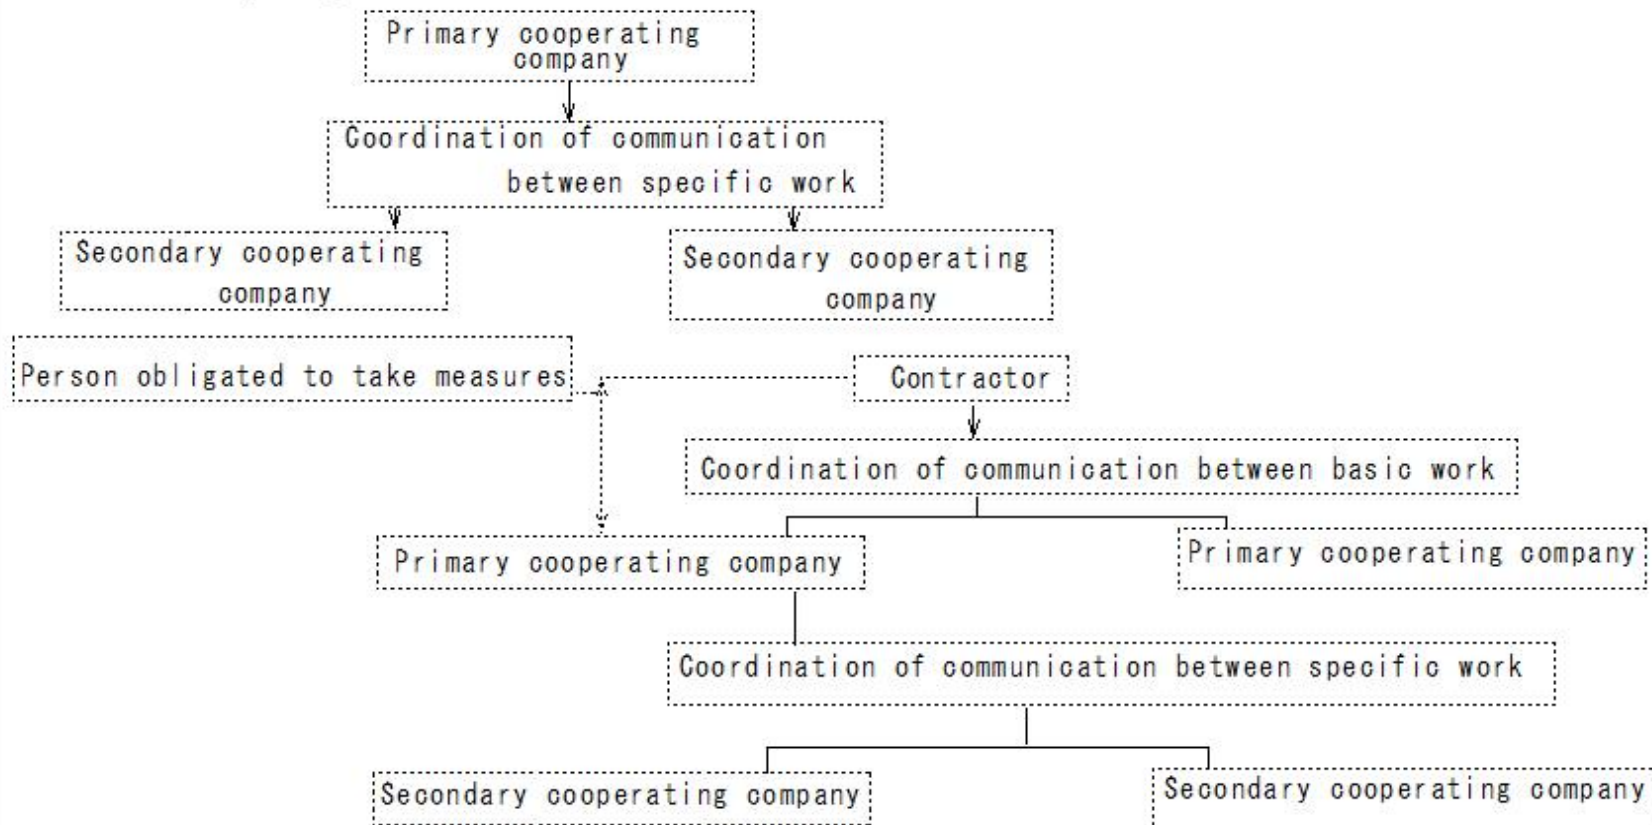 Primary cooperating
company
Coordination of communication
between specific work
Secondary cooperating
company
Secondary cooperating
company
Person obligated to take measures
Contractor
Coordination of communication between basic work
Primary cooperating company
Primary cooperating company
Coordination of communication between specific work
Secondary cooperating company
Secondary cooperating company